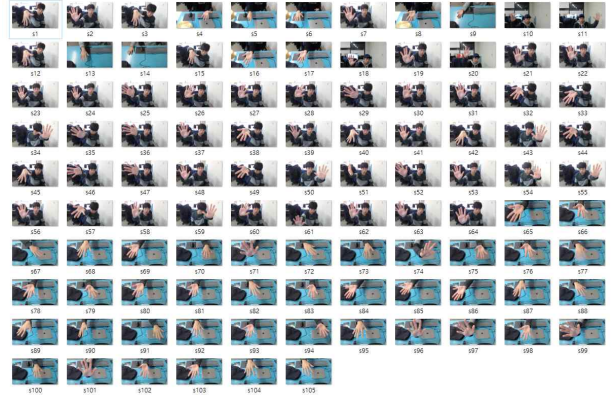 s1 s2 s3 s4 s5 s6 s7 s8 s9 s10 s11
s12 s13 s14 s15 s16 s17 s18 s19 s20 s21 s22
s23 s24 s25 s26 s27 s28 s29 s30 s31 s32 s33
s34 s35 s36 s37 s38 s39 s40 s41 s42 s43 s44
s45 s46 s47 s48 s49 s50 s51 s52 s53 s54 s55
s56 s57 s58 s59 s60 s61 s62 s63 s64 s65 s66
s67 s68 s69 s70 s71 s72 s73 s74 s75 s76 s77
s78 s79 s80 s81 s82 s83 s84 s85 s86 s87 s88
s89 s90 s91 s92 s93 s94 s95 s96 s97 s98 s99
s100 s101 s102 s103 s104 s105